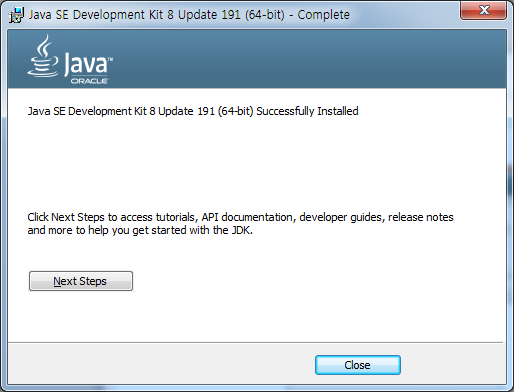 Java SE Development Kit 8 Update 191 (64-bit) - Complete
Java™
ORACLE
Java SE Development Kit 8 Update 191 (64-bit) Successfully Installed
Click Next Steps to access tutorials, API documentation, developer guides, release notes
and more to help you get started with the JDK.
Next Steps
Close